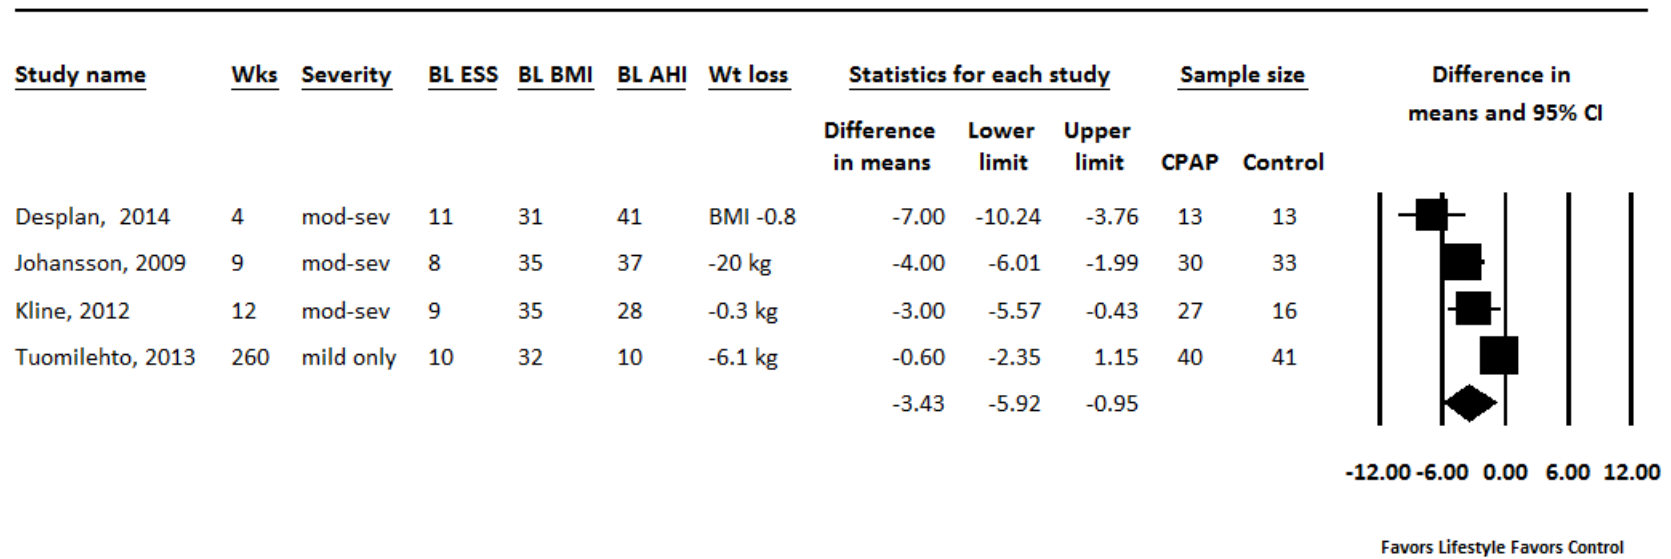 Study name Wks Severity BL ESS BL BMI BL AHI Wt loss Statistics for each study Sample size Difference in means and 95% CI
Difference in means Lower limit Upper limit CPAP Control
Desplan, 2014 4 mod-sev 11 31 41 BMI -0.8 -7.00 -10.24 -3.76 13 13
Johansson, 2009 9 mod-sev 8 35 37 -20 kg -4.00 -6.01 -1.99 30 33
Kline, 2012 12 mod-sev 9 35 28 -0.3 kg -3.00 -5.57 -0.43 27 16
Tuomilehto, 2013 260 mild only 10 32 10 -6.1 kg -0.60 -2.35 1.15 40 41
-3.43 -5.92 -0.95
-12.00 -6.00 0.00 6.00 12.00
Favors Lifestyle Favors Control